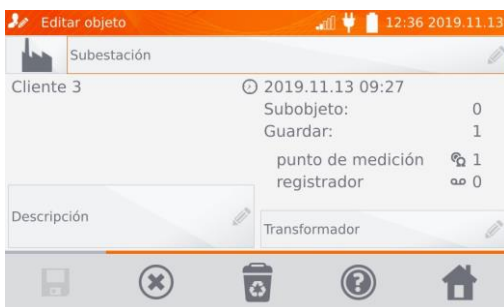 Editar objeto 12:36 2019.11.13
Subestación
Cliente 3 2019.11.13 09:27
Subobjeto: 0
Guardar: 1
punto de medición 1
registrador 0
Descripción
Transformador